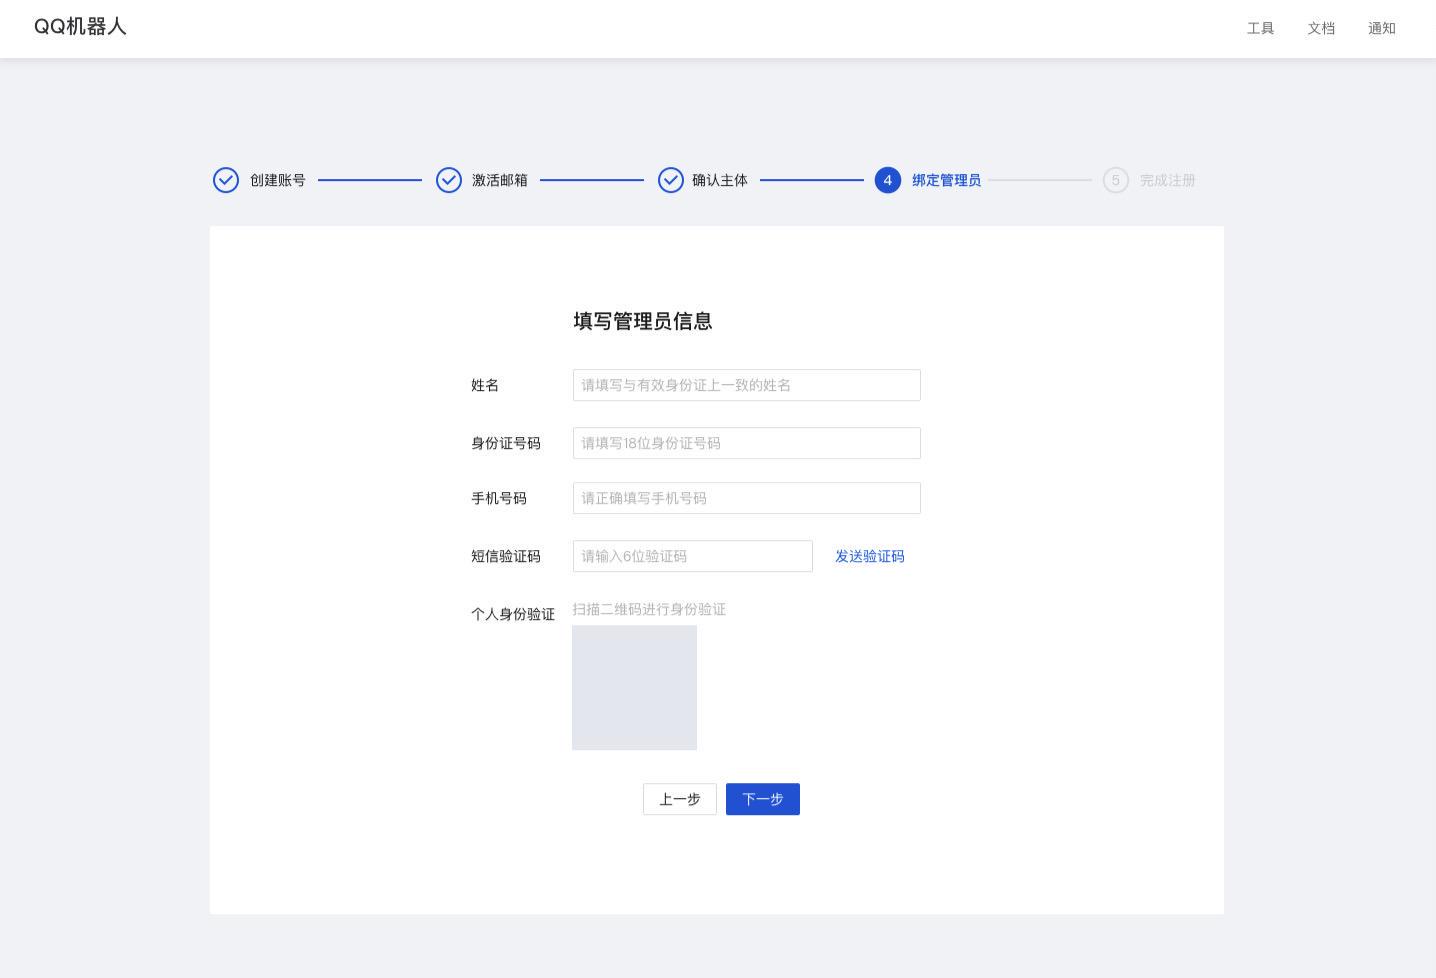 QQ机器人
工具 文档 通知
创建账号 激活邮箱 确认主体 4 绑定管理员 5 完成注册
填写管理员信息
姓名 请填写与有效身份证上一致的姓名
身份证号码 请填写18位身份证号码
手机号码 请正确填写手机号码
短信验证码 请输入6位验证码 发送验证码
个人身份验证 扫描二维码进行身份验证
上一步 下一步